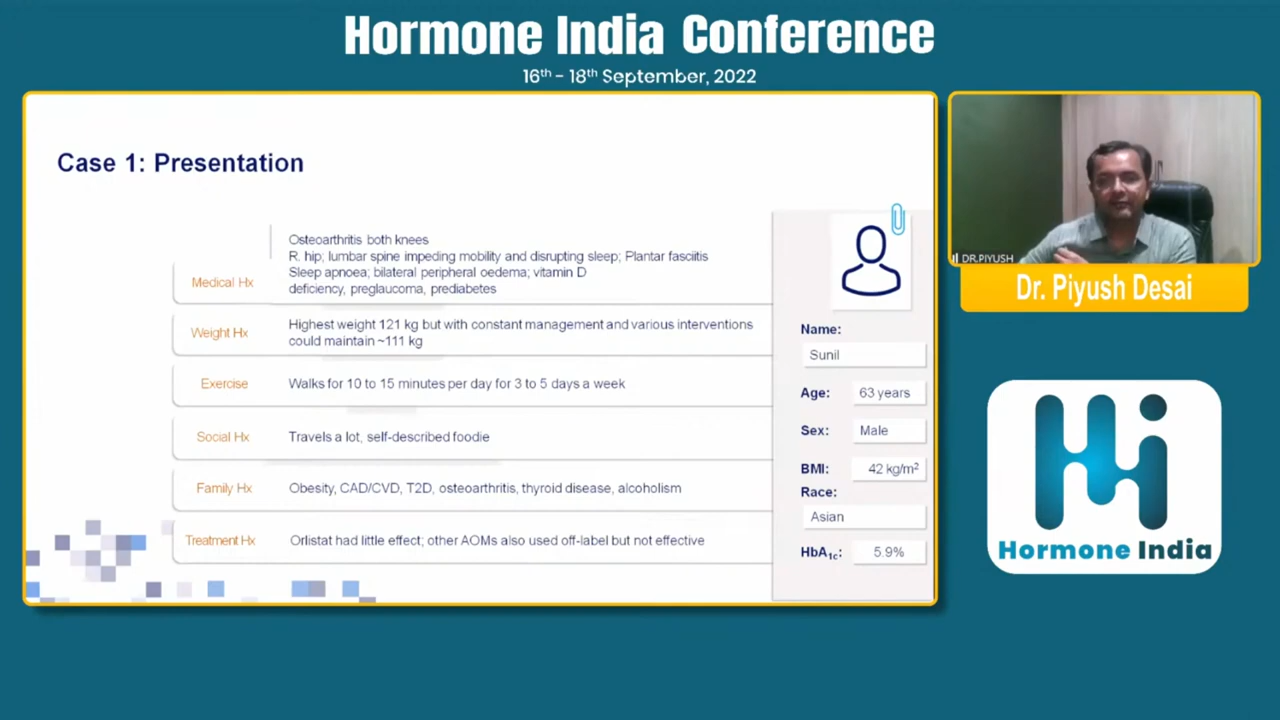 Hormone India Conference
16th - 18th September, 2022
Case 1: Presentation
Medical Hx
Osteoarthritis both knees
R. hip; lumbar spine impeding mobility and disrupting sleep; Plantar fasciitis
Sleep apnoea; bilateral peripheral oedema; vitamin D
deficiency, preglaucoma, prediabetes
Weight Hx
Highest weight 121 kg but with constant management and various interventions
could maintain ~111 kg
Exercise
Walks for 10 to 15 minutes per day for 3 to 5 days a week
Social Hx
Travels a lot, self-described foodie
Family Hx
Obesity, CAD/CVD, T2D, osteoarthritis, thyroid disease, alcoholism
Treatment Hx
Orlistat had little effect; other AOMs also used off-label but not effective
Name:
Sunil
Age: 63 years
Sex: Male
BMI: 42 kg/m²
Race:
Asian
HbA1c: 5.9%
DR.PIYUSH
Dr. Piyush Desai
Hi
Hormone India